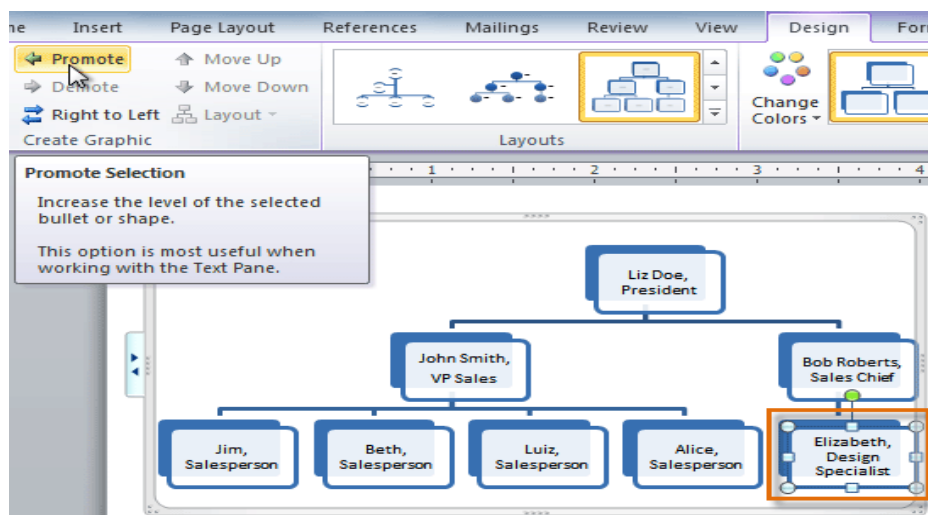 ne Insert Page Layout References Mailings Review View Design For
Promote Move Up
Demote Move Down
Right to Left Layout
Create Graphic
Layouts
Change
Colors
Promote Selection
Increase the level of the selected
bullet or shape.
This option is most useful when
working with the Text Pane.
1 2 3 4
Liz Doe,
President
John Smith,
VP Sales
Bob Roberts,
Sales Chief
Jim,
Salesperson
Beth,
Salesperson
Luiz,
Salesperson
Alice,
Salesperson
Elizabeth,
Design
Specialist